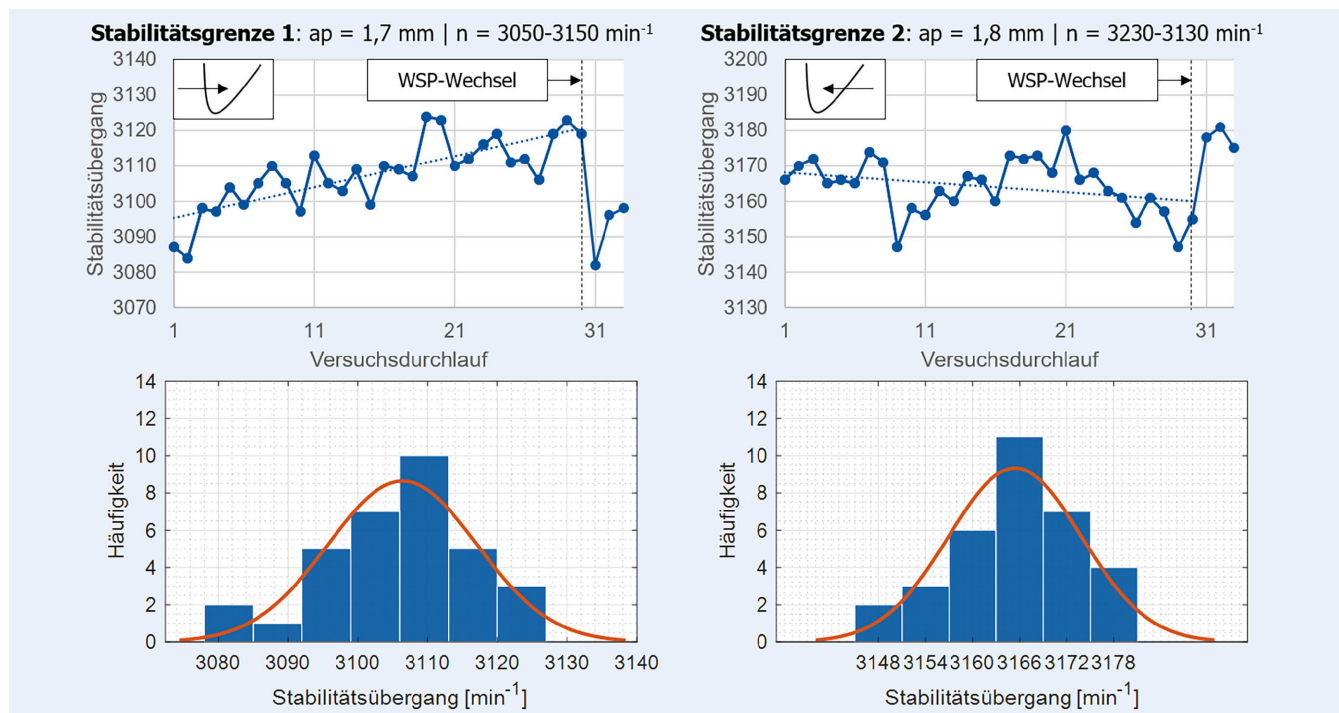 Stabilitätsgrenze 1: ap = 1,7 mm | n = 3050-3150 min⁻¹
Stabilitätsübergang
3140
3130
3120
3110
3100
3090
3080
3070
WSP-Wechsel
1 11 21 31
Versuchsdurchlauf
Stabilitätsgrenze 2: ap = 1,8 mm | n = 3230-3130 min⁻¹
Stabilitätsübergang
3200
3190
3180
3170
3160
3150
3140
3130
WSP-Wechsel
1 11 21 31
Versuchsdurchlauf
Häufigkeit
14
12
10
8
6
4
2
0
3080 3090 3100 3110 3120 3130 3140
Stabilitätsübergang [min⁻¹]
Häufigkeit
14
12
10
8
6
4
2
0
3148 3154 3160 3166 3172 3178
Stabilitätsübergang [min⁻¹]